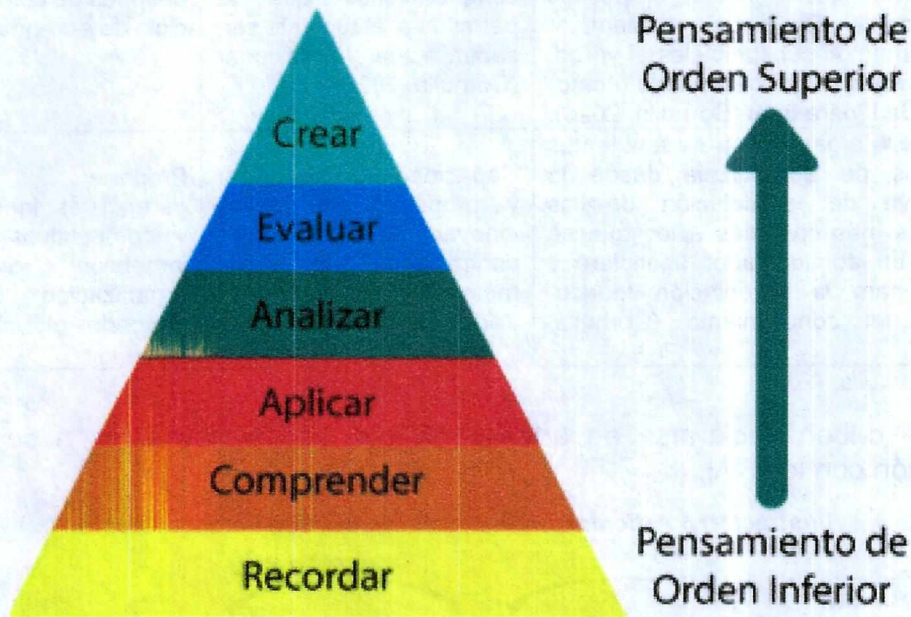 Pensamiento de
Orden Superior
Crear
Evaluar
Analizar
Aplicar
Comprender
Recordar
Pensamiento de
Orden Inferior